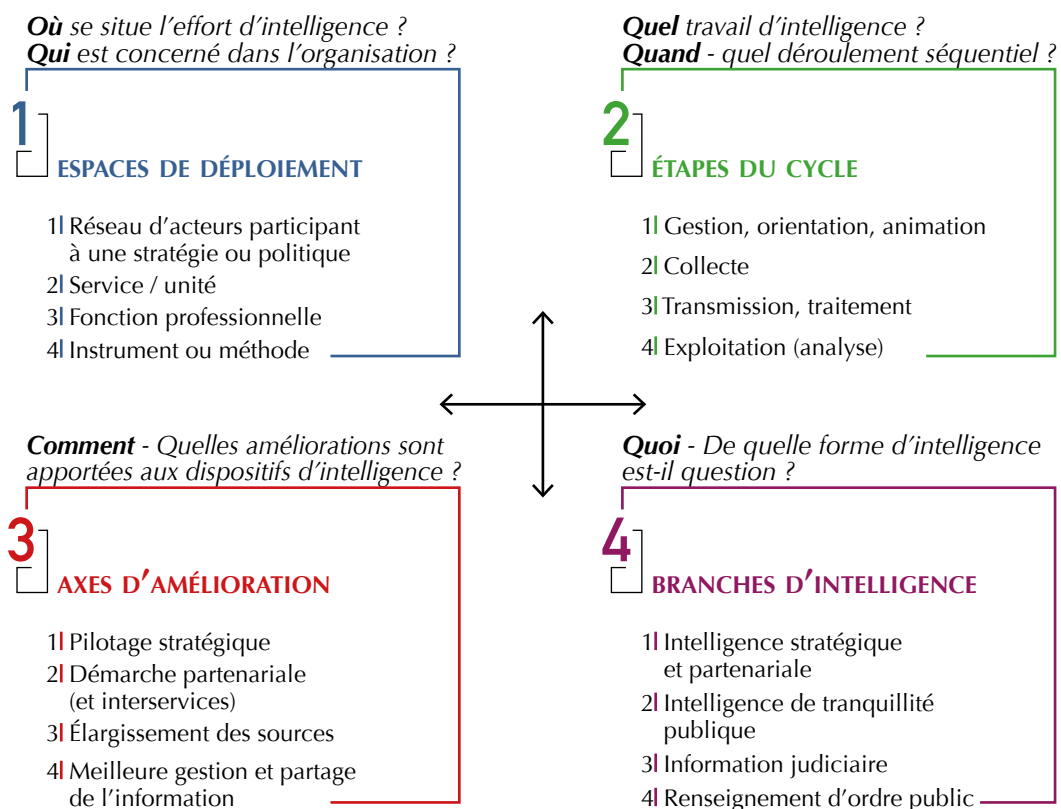 Où se situe l'effort d'intelligence ?
Qui est concerné dans l'organisation ?
1
ESPACES DE DÉPLOIEMENT
1| Réseau d'acteurs participant
à une stratégie ou politique
2| Service / unité
3| Fonction professionnelle
4| Instrument ou méthode
Quel travail d'intelligence ?
Quand - quel déroulement séquentiel ?
2
ÉTAPES DU CYCLE
1| Gestion, orientation, animation
2| Collecte
3| Transmission, traitement
4| Exploitation (analyse)
Comment - Quelles améliorations sont
apportées aux dispositifs d'intelligence ?
3
AXES D'AMÉLIORATION
1| Pilotage stratégique
2| Démarche partenariale
(et interservices)
3| Élargissement des sources
4| Meilleure gestion et partage
de l'information
Quoi - De quelle forme d'intelligence
est-il question ?
4
BRANCHES D'INTELLIGENCE
1| Intelligence stratégique
et partenariale
2| Intelligence de tranquillité
publique
3| Information judiciaire
4| Renseignement d'ordre public